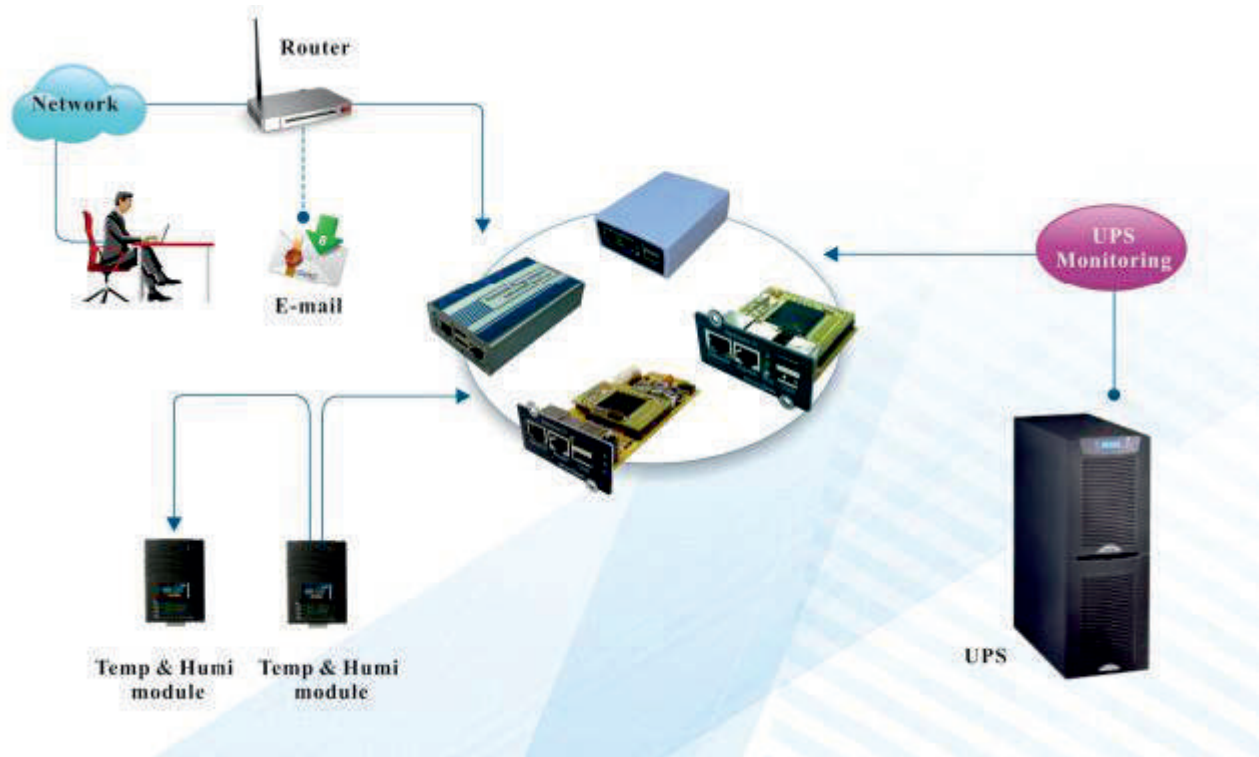 Router
Network
E-mail
UPS
Monitoring
Temp & Humi
module
Temp & Humi
module
UPS